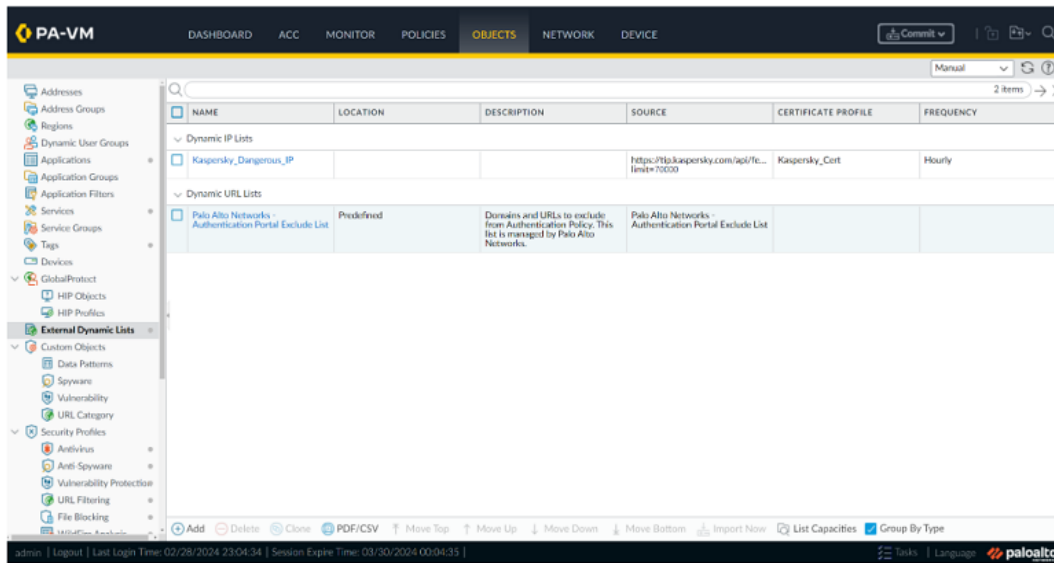 PA-VM
DASHBOARD ACC MONITOR POLICIES OBJECTS NETWORK DEVICE
Commit
Manual
2 items
Addresses
Address Groups
Regions
Dynamic User Groups
Applications
Application Groups
Application Filters
Services
Service Groups
Tags
Devices
GlobalProtect
HIP Objects
HIP Profiles
External Dynamic Lists
Custom Objects
Data Patterns
Spyware
Vulnerability
URL Category
Security Profiles
Antivirus
Anti-Spyware
Vulnerability Protection
URL Filtering
File Blocking
WildFire Analysis
NAME LOCATION DESCRIPTION SOURCE CERTIFICATE PROFILE FREQUENCY
Dynamic IP Lists
Kaspersky_Dangerous_IP
https://tip.kaspersky.com/api/fe...
limit=70000
Kaspersky_Cert
Hourly
Dynamic URL Lists
Palo Alto Networks -
Authentication Portal Exclude List
Predefined
Domains and URLs to exclude
from Authentication Policy. This
list is managed by Palo Alto
Networks.
Palo Alto Networks -
Authentication Portal Exclude List
Add Delete Clone PDF/CSV Move Top Move Up Move Down Move Bottom Import Now List Capacities Group By Type
admin | Logout | Last Login Time: 02/28/2024 23:04:34 | Session Expire Time: 03/30/2024 00:04:35 |
Tasks | Language paloalto